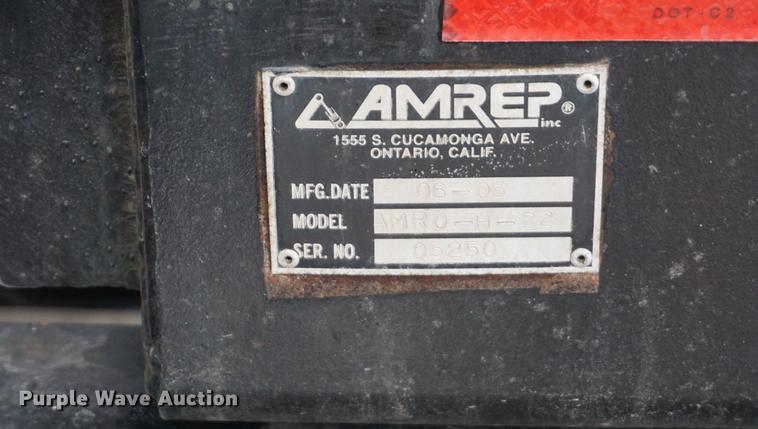 DOT-C2
AMREP®
inc
1555 S. CUCAMONGA AVE.
ONTARIO, CALIF.
MFG.DATE 06-05
MODEL AMRO-H-22
SER. NO. 05250
Purple Wave Auction